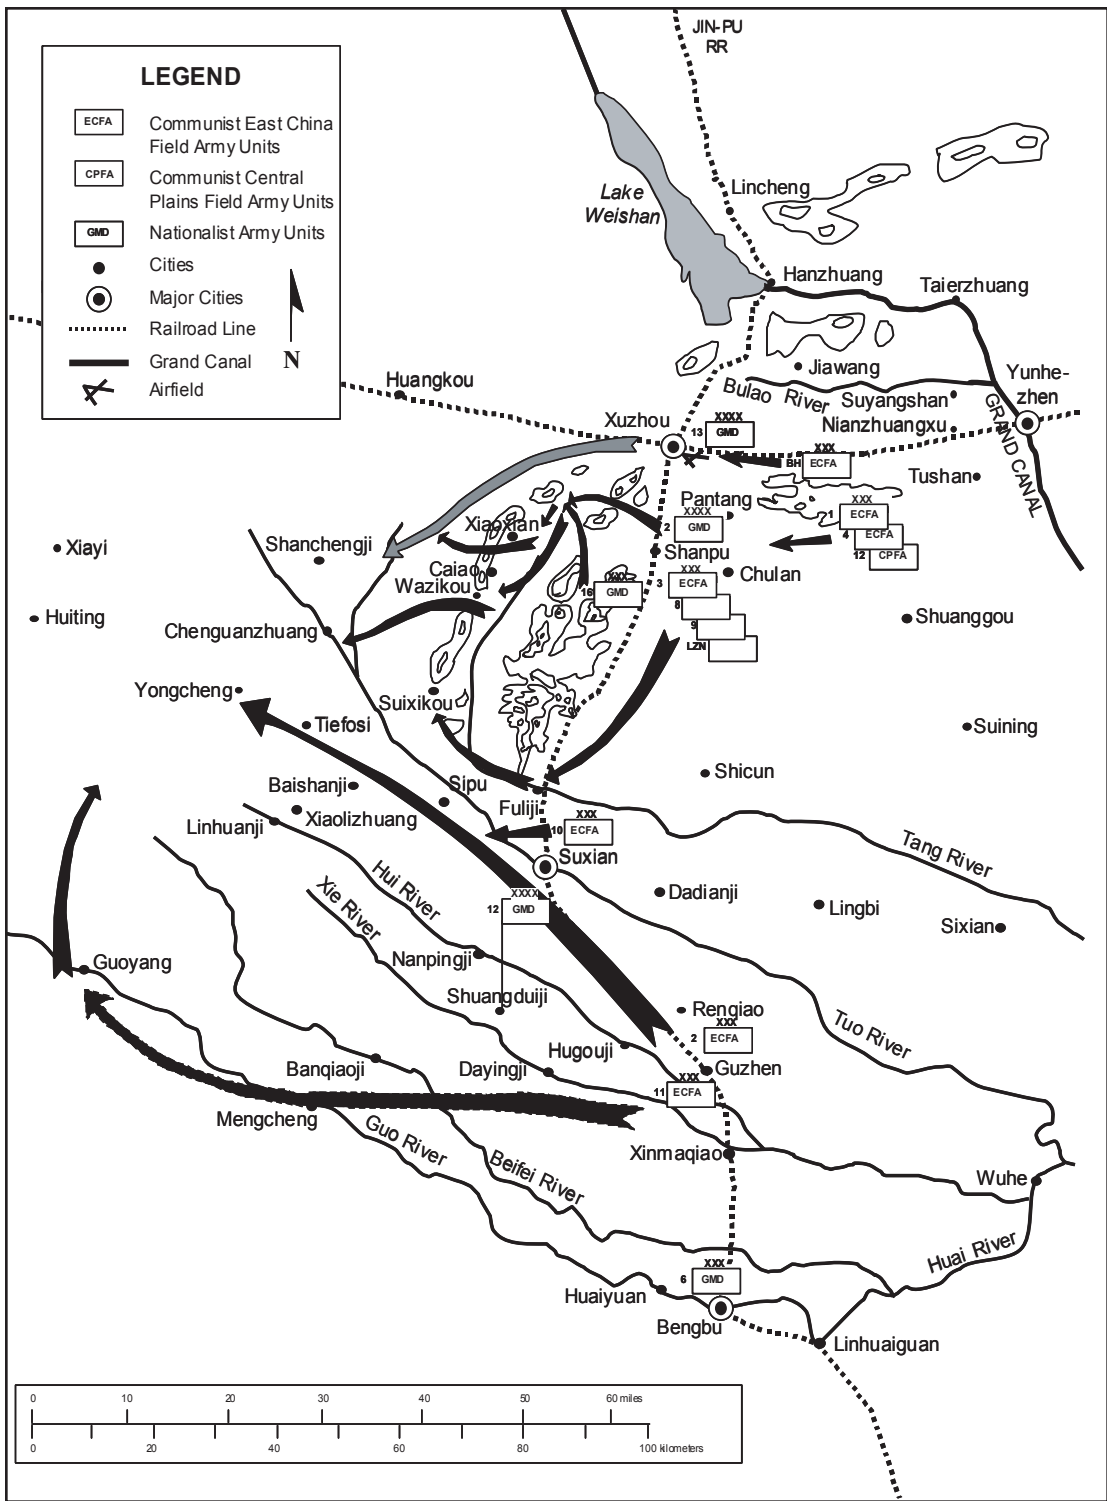 JIN-PU
RR
LEGEND
ECFA
Communist East China
Field Army Units
CPFA
Communist Central
Plains Field Army Units
GMD
Nationalist Army Units
Cities
Major Cities
Railroad Line
Grand Canal
Airfield
N
Lake
Weishan
Lincheng
Hanzhuang
Taierzhuang
Jiawang
Yunhe-
zhen
Huangkou
Bulao River
Suyangshan
Xuzhou
XXXX
13 GMD
Nianzhuangxu
GRAND CANAL
XXX
BH ECFA
Tushan
Pantang
XXXX
2 GMD
XXX
1 ECFA
4 ECFA
12 CPFA
Xiaoxian
Shanchengji
Xiayi
Shanpu
Caiao
Wazikou
XXX
16 GMD
XXX
3 ECFA
8
9
LZN
Chulan
Huiting
Shuanggou
Chenguanzhuang
Yongcheng
Suixikou
Tiefosi
Suining
Shicun
Baishanji
Sipu
Fuliji
Xiaolizhuang
Linhuanji
XXX
10 ECFA
Tang River
Suxian
Hui River
Xie River
XXXX
12 GMD
Dadianji
Lingbi
Sixian
Nanpingji
Guoyang
Shuangduiji
Renqiao
Tuo River
XXX
2 ECFA
Hugouji
Banqiaoji
Dayingji
Guzhen
XXX
11 ECFA
Mengcheng
Guo River
Xinmaqiao
Beifei River
Wuhe
Huai River
XXX
6 GMD
Huaiyuan
Bengbu
Linhuaiguan
0 10 20 30 40 50 60 miles
0 20 40 60 80 100 kilometers